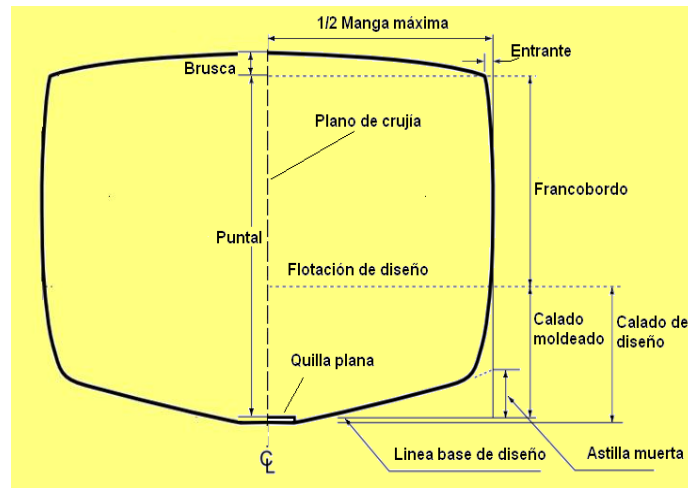 1/2 Manga máxima
Entrante
Brusca
Plano de crujía
Francobordo
Puntal
Flotación de diseño
Calado
moldeado
Calado de
diseño
Quilla plana
Linea base de diseño
Astilla muerta
CL